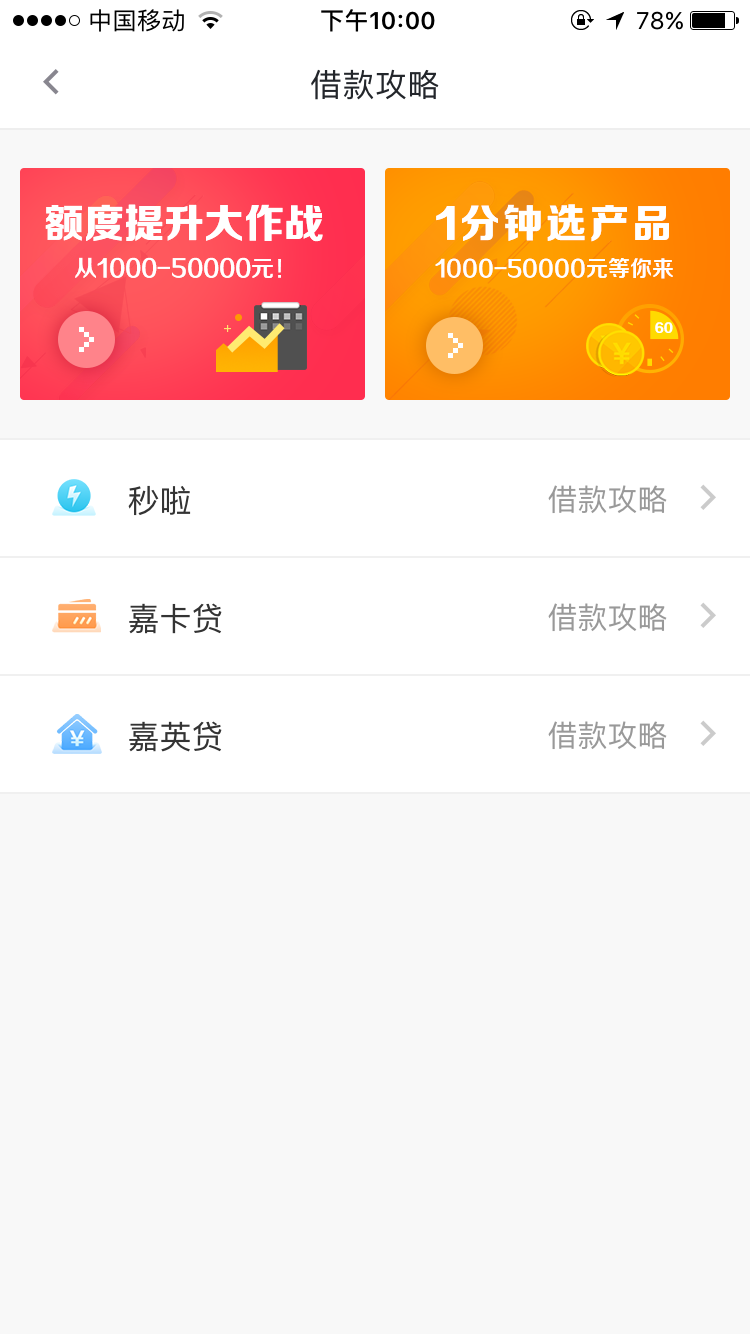 中国移动 下午10:00 78%
借款攻略
额度提升大作战
从1000-50000元!
1分钟选产品
1000-50000元等你来
60
¥
秒啦 借款攻略
嘉卡贷 借款攻略
¥
嘉英贷 借款攻略